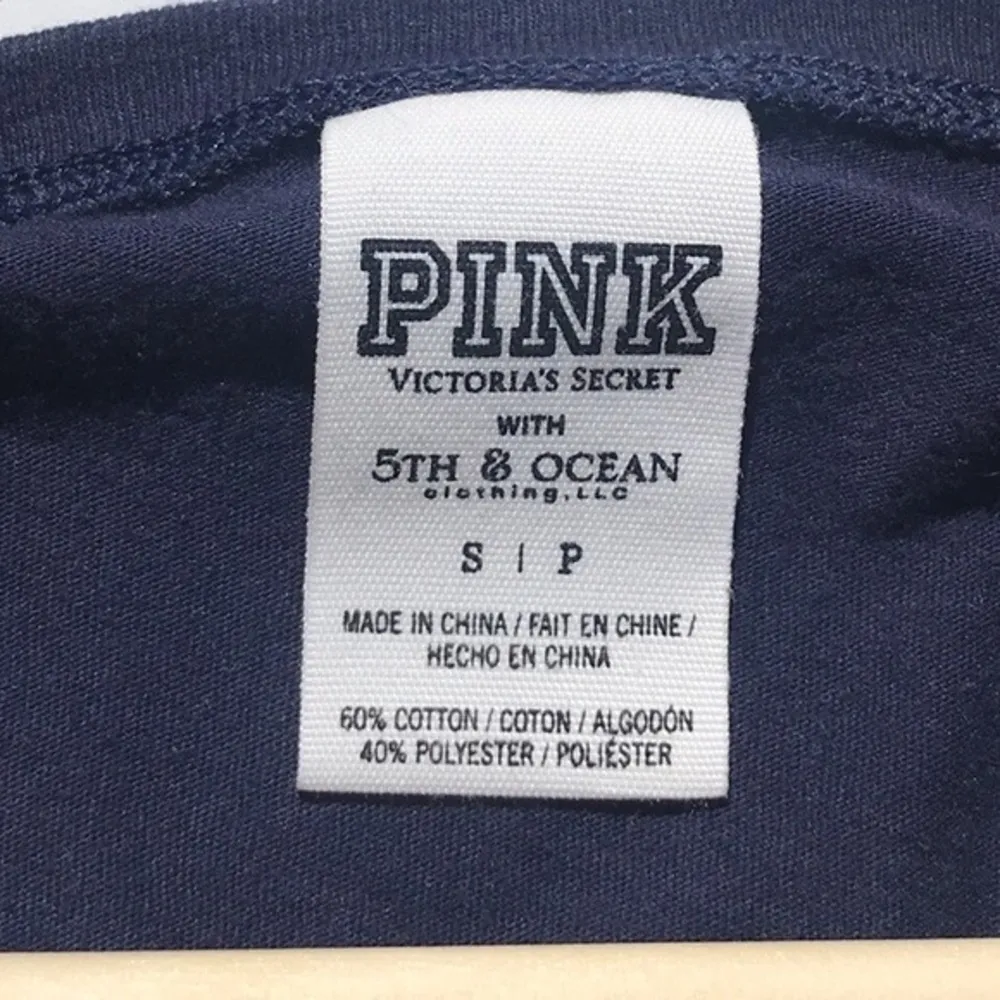 PINK
VICTORIA'S SECRET
WITH
5TH & OCEAN
clothing, LLC
S | P
MADE IN CHINA / FAIT EN CHINE /
HECHO EN CHINA
60% COTTON / COTON / ALGODÓN
40% POLYESTER / POLIÉSTER